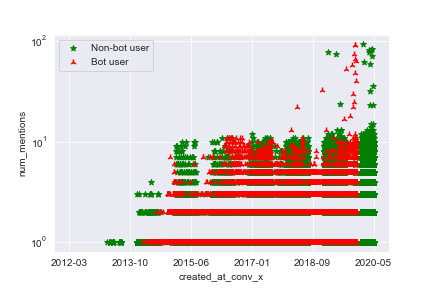 10²
Non-bot user
Bot user
num_mentions
10¹
10⁰
2012-03 2013-10 2015-06 2017-01 2018-09 2020-05
created_at_conv_x